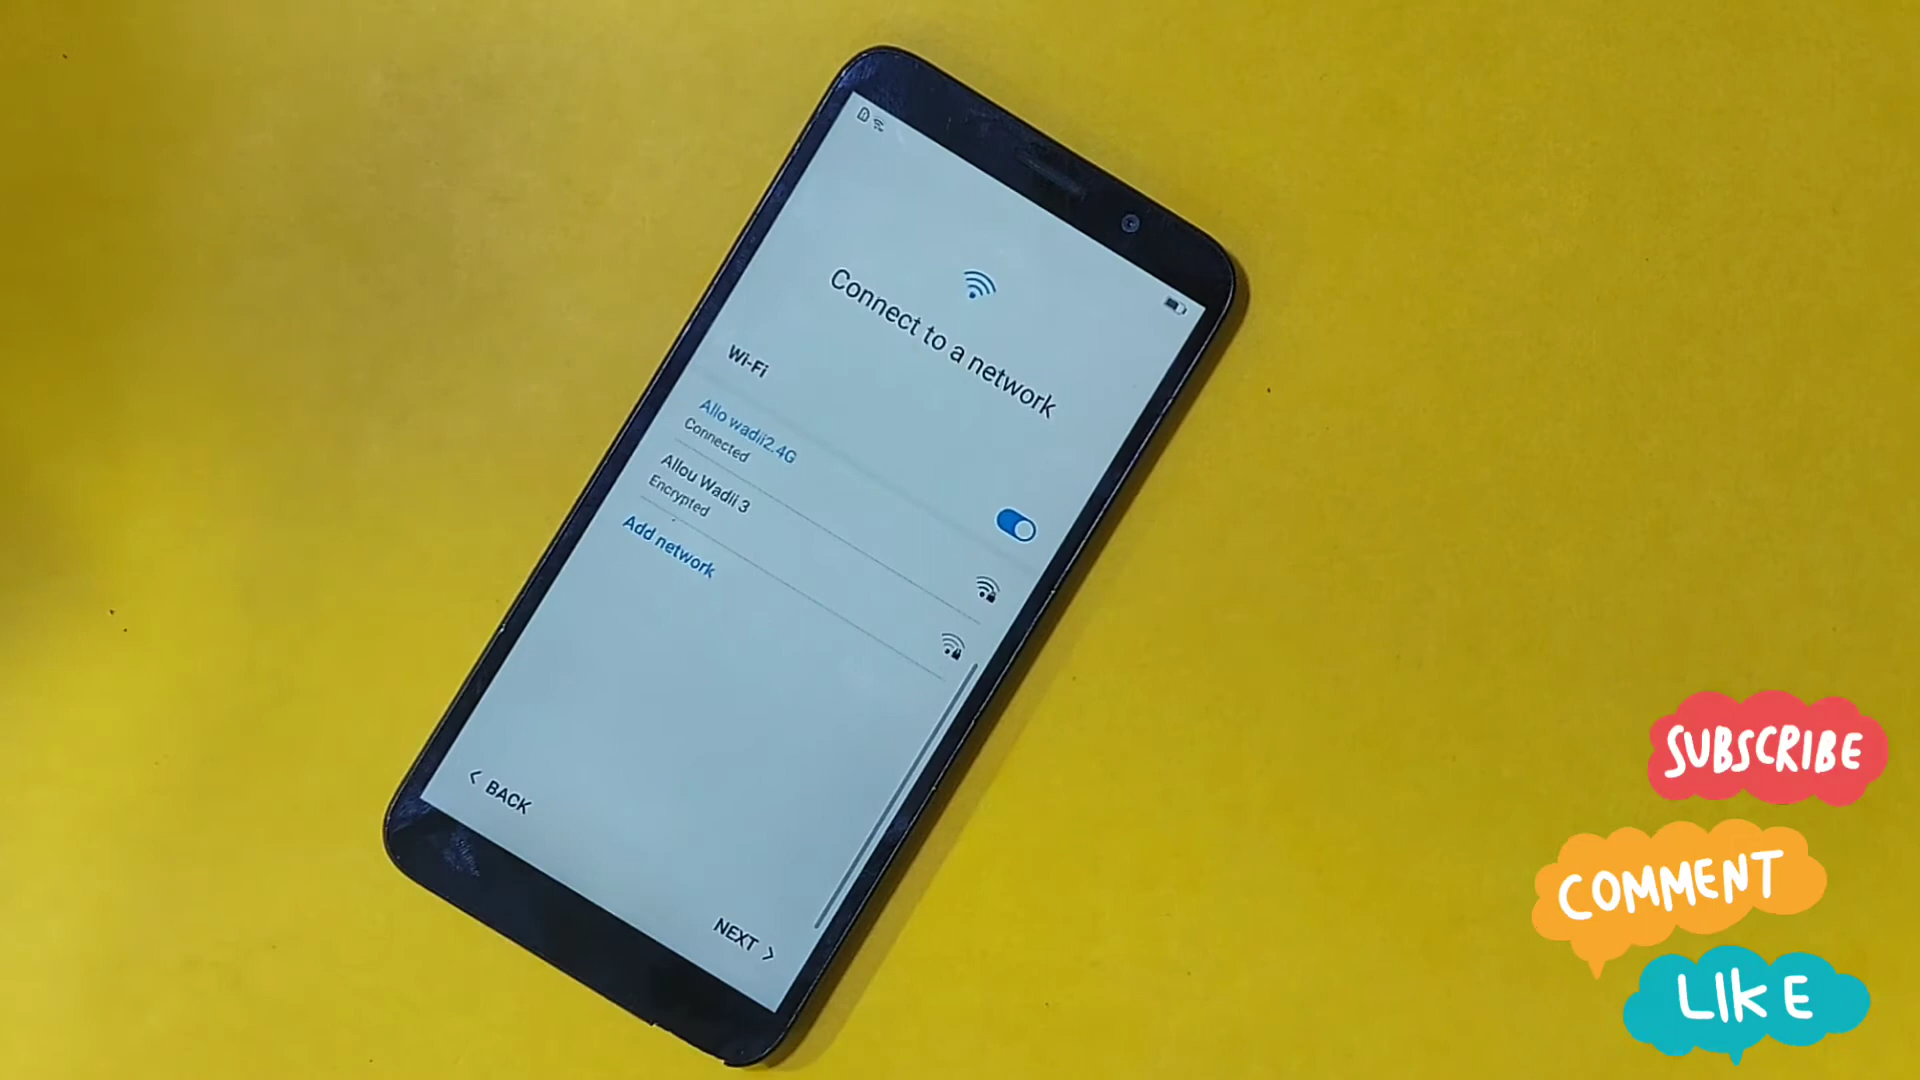 Connect to a network
Wi-Fi
Allo wadii2.4G
Connected
Allou Wadii 3
Encrypted
Add network
BACK
NEXT
SUBSCRIBE
COMMENT
LIKE